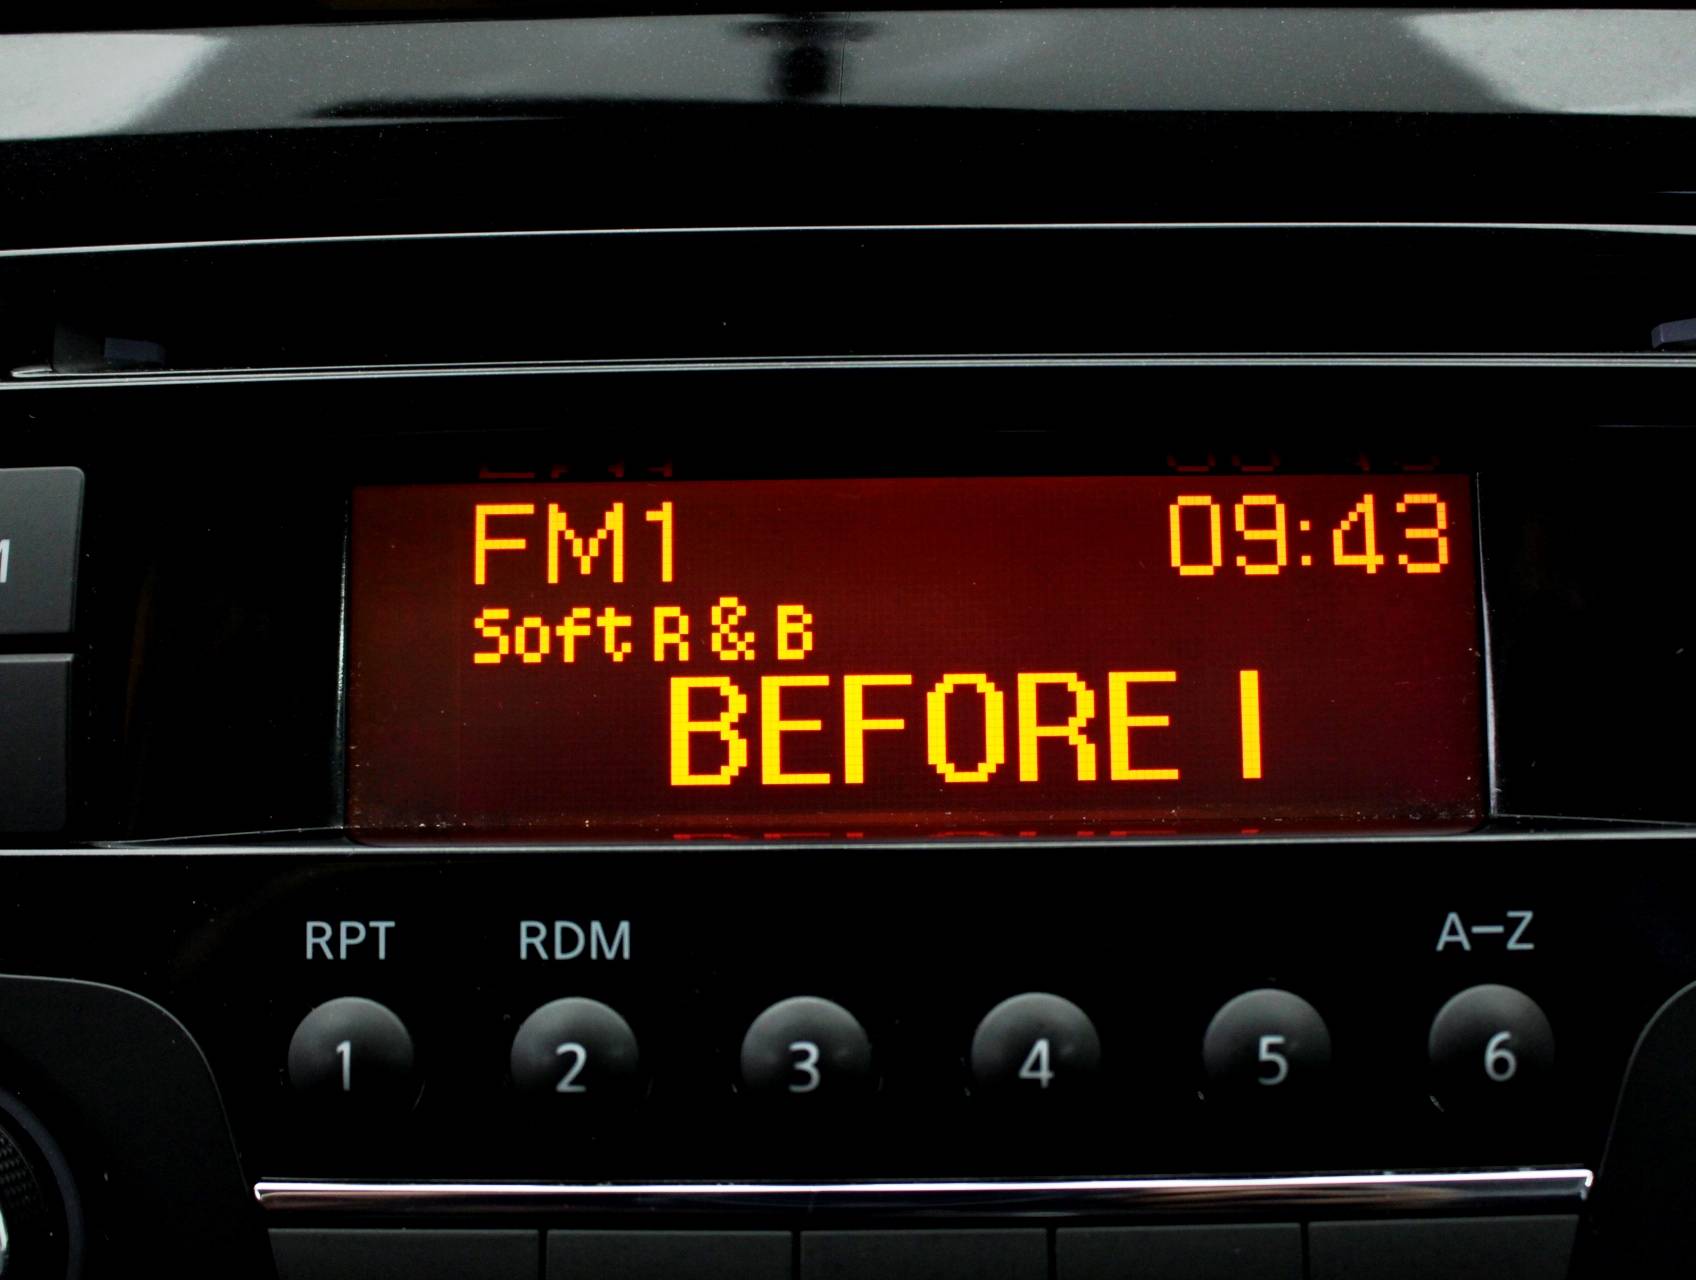 FM1 09:43
Soft R & B
BEFORE I
RPT RDM A–Z
1 2 3 4 5 6